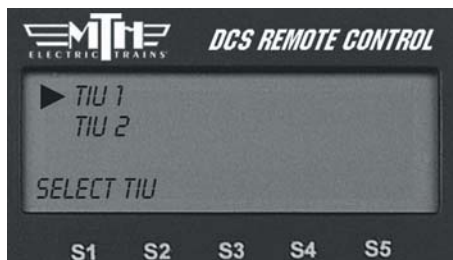 MTH
ELECTRIC TRAINS
DCS REMOTE CONTROL
TIU 1
TIU 2
SELECT TIU
S1 S2 S3 S4 S5